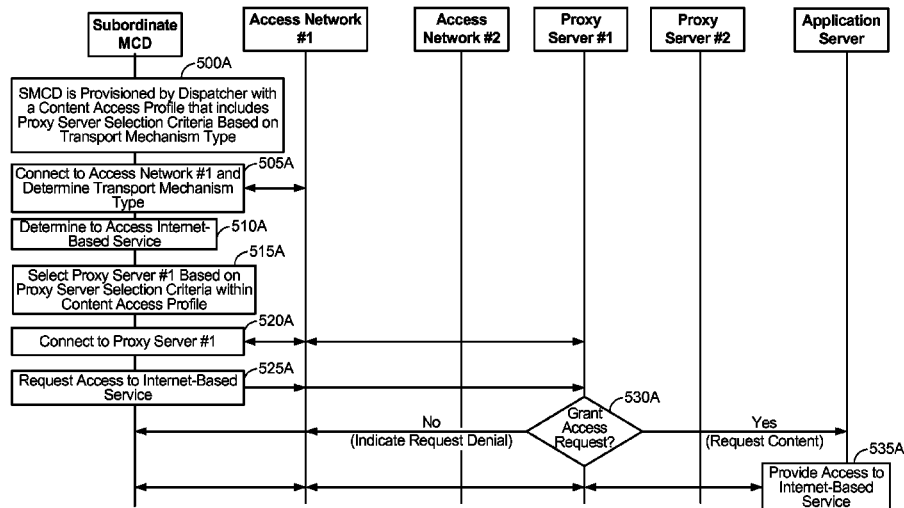 Subordinate
MCD
Access Network
#1
Access
Network #2
Proxy
Server #1
Proxy
Server #2
Application
Server
500A
SMCD is Provisioned by Dispatcher with
a Content Access Profile that includes
Proxy Server Selection Criteria Based on
Transport Mechanism Type
505A
Connect to Access Network #1 and
Determine Transport Mechanism
Type
510A
Determine to Access Internet-
Based Service
515A
Select Proxy Server #1 Based on
Proxy Server Selection Criteria within
Content Access Profile
520A
Connect to Proxy Server #1
525A
Request Access to Internet-Based
Service
530A
Grant
Access
Request?
No
(Indicate Request Denial)
Yes
(Request Content)
535A
Provide Access to
Internet-Based
Service